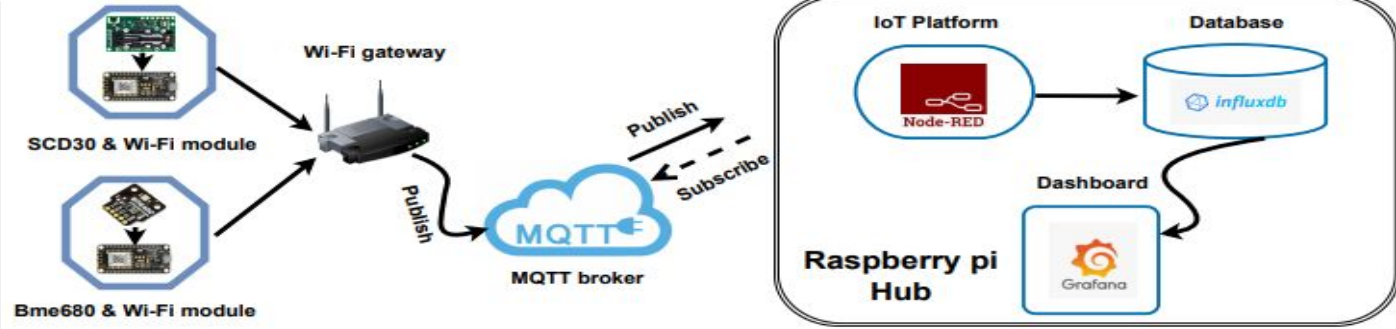 SCD30 & Wi-Fi module
Bme680 & Wi-Fi module
Wi-Fi gateway
Publish
MQTT
MQTT broker
Publish
Subscribe
IoT Platform
Node-RED
Database
influxdb
Dashboard
Grafana
Raspberry pi
Hub